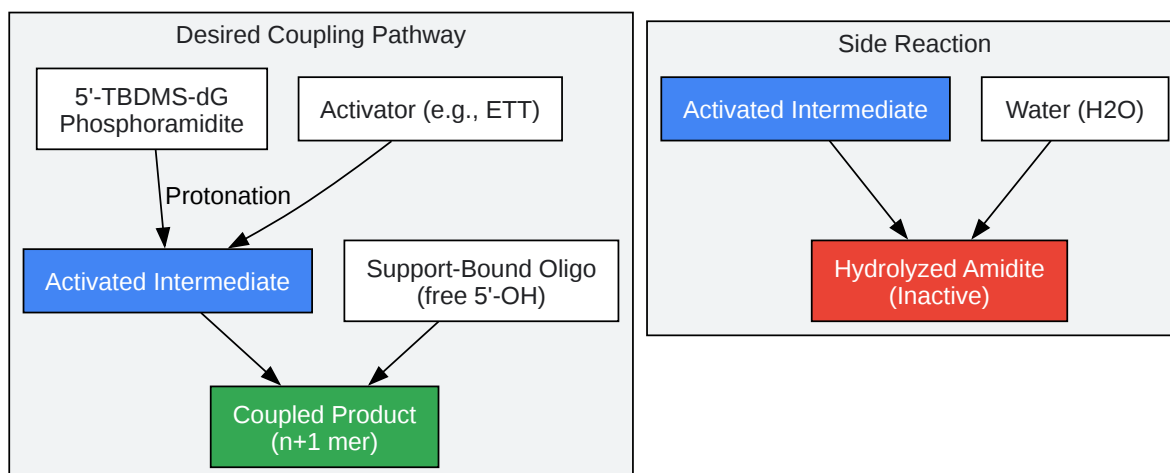 Desired Coupling Pathway
5'-TBDMS-dG
Phosphoramidite
Activator (e.g., ETT)
Protonation
Activated Intermediate
Support-Bound Oligo
(free 5'-OH)
Coupled Product
(n+1 mer)
Side Reaction
Activated Intermediate
Water (H2O)
Hydrolyzed Amidite
(Inactive)